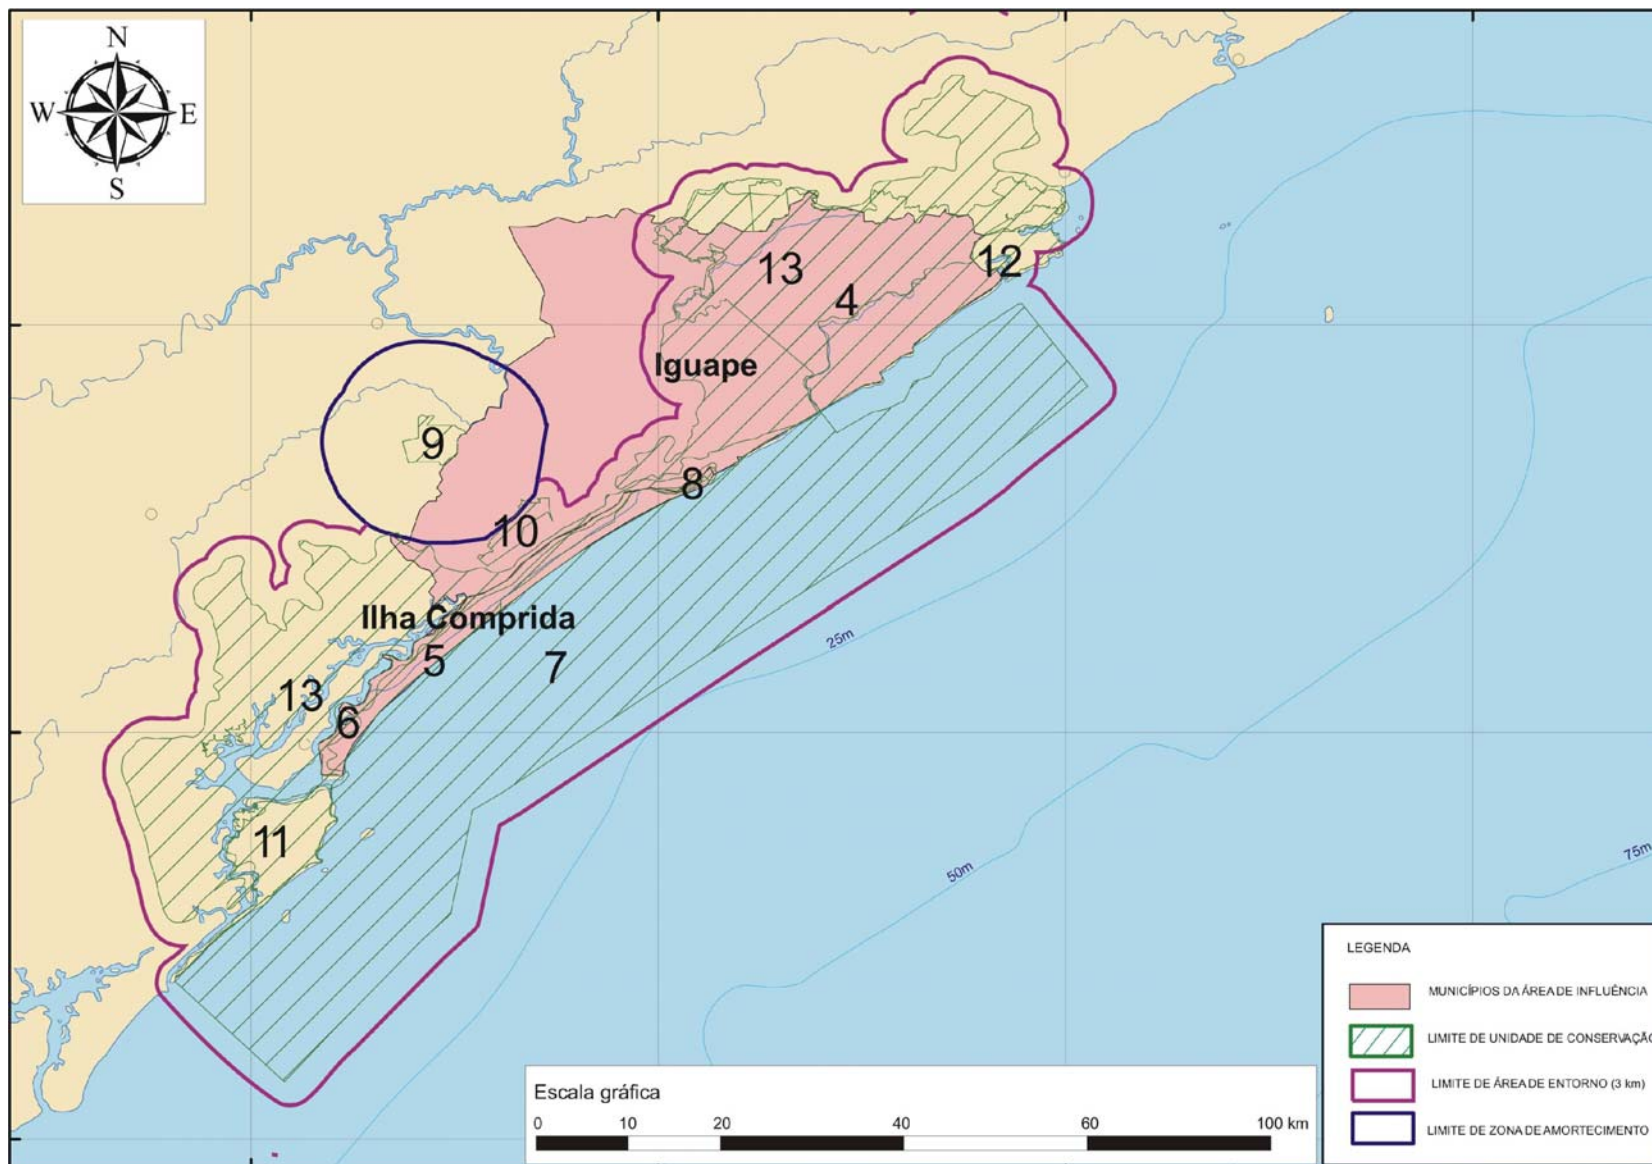 N
W E
S
13
12
4
Iguape
9
8
10
Ilha Comprida
5
7
25m
13
6
11
50m
75m
LEGENDA
MUNICÍPIOS DA ÁREA DE INFLUÊNCIA
LIMITE DE UNIDADE DE CONSERVAÇÃO
LIMITE DE ÁREA DE ENTORNO (3 km)
LIMITE DE ZONA DE AMORTECIMENTO
Escala gráfica
0 10 20 40 60 100 km